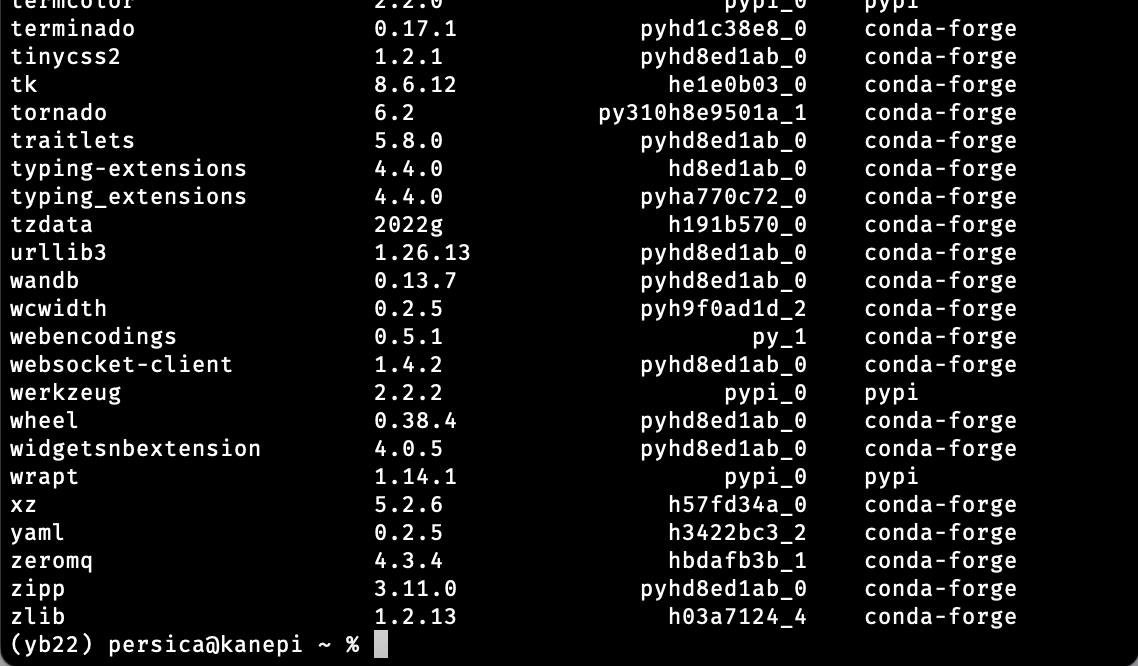 termcolor 2.2.0 pypi_0 pypi
terminado 0.17.1 pyhd1c38e8_0 conda-forge
tinycss2 1.2.1 pyhd8ed1ab_0 conda-forge
tk 8.6.12 he1e0b03_0 conda-forge
tornado 6.2 py310h8e9501a_1 conda-forge
traitlets 5.8.0 pyhd8ed1ab_0 conda-forge
typing-extensions 4.4.0 hd8ed1ab_0 conda-forge
typing_extensions 4.4.0 pyha770c72_0 conda-forge
tzdata 2022g h191b570_0 conda-forge
urllib3 1.26.13 pyhd8ed1ab_0 conda-forge
wandb 0.13.7 pyhd8ed1ab_0 conda-forge
wcwidth 0.2.5 pyh9f0ad1d_2 conda-forge
webencodings 0.5.1 py_1 conda-forge
websocket-client 1.4.2 pyhd8ed1ab_0 conda-forge
werkzeug 2.2.2 pypi_0 pypi
wheel 0.38.4 pyhd8ed1ab_0 conda-forge
widgetsnbextension 4.0.5 pyhd8ed1ab_0 conda-forge
wrapt 1.14.1 pypi_0 pypi
xz 5.2.6 h57fd34a_0 conda-forge
yaml 0.2.5 h3422bc3_2 conda-forge
zeromq 4.3.4 hbdafb3b_1 conda-forge
zipp 3.11.0 pyhd8ed1ab_0 conda-forge
zlib 1.2.13 h03a7124_4 conda-forge
(yb22) persica@kanepi ~ %